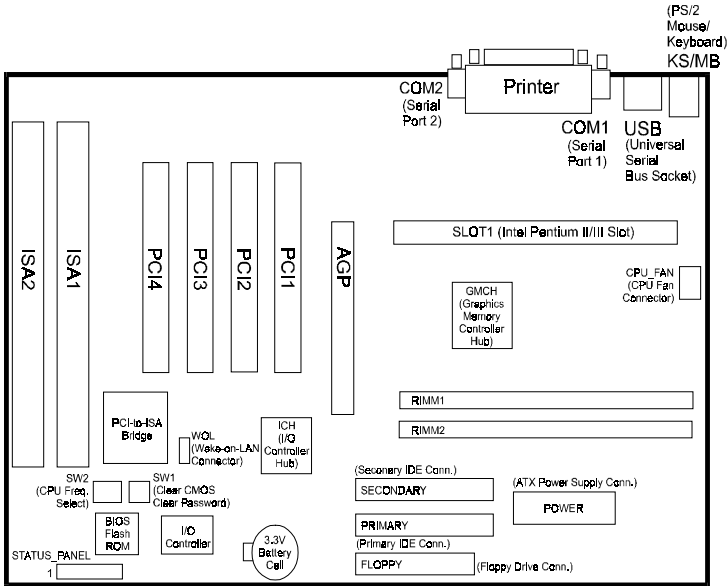 (PS/2
Mouse/
Keyboard)
KS/MB
COM2
(Serial
Port 2)
Printer
COM1
(Serial
Port 1)
USB
(Universal
Serial
Bus Socket)
ISA2
ISA1
PCI4
PCI3
PCI2
PCI1
AGP
SLOT1 (Intel Pentium II/III Slot)
CPU_FAN
(CPU Fan
Connector)
GMCH
(Graphics
Memory
Controller
Hub)
RIMM1
RIMM2
PCI-to-ISA
Bridge
WOL
(Wake-on-LAN
Connector)
ICH
(I/O
Controller
Hub)
SW2
(CPU Freq.
Select)
SW1
(Clear CMOS
Clear Password)
(Seconary IDE Conn.)
SECONDARY
(ATX Power Supply Conn.)
POWER
BIOS
Flash
ROM
I/O
Controller
3.3V
Battery
Cell
PRIMARY
(Primary IDE Conn.)
FLOPPY
(Floppy Drive Conn.)
STATUS_PANEL
1